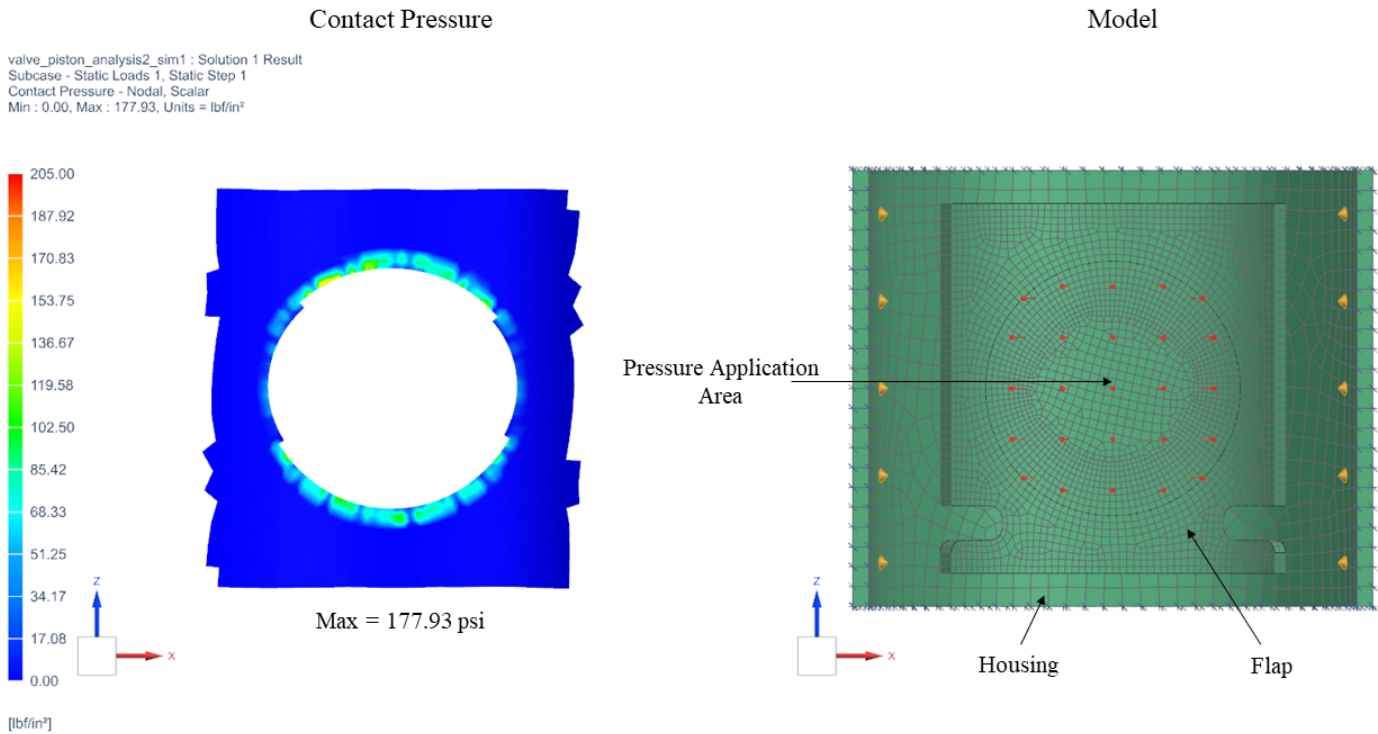 Contact Pressure
Model
valve_piston_analysis2_sim1 : Solution 1 Result
Subcase - Static Loads 1, Static Step 1
Contact Pressure - Nodal, Scalar
Min : 0.00, Max : 177.93, Units = lbf/in²
205.00
187.92
170.83
153.75
136.67
119.58
102.50
85.42
68.33
51.25
34.17
17.08
0.00
[lbf/in²]
Z
X
Max = 177.93 psi
Pressure Application
Area
Z
X
Housing
Flap